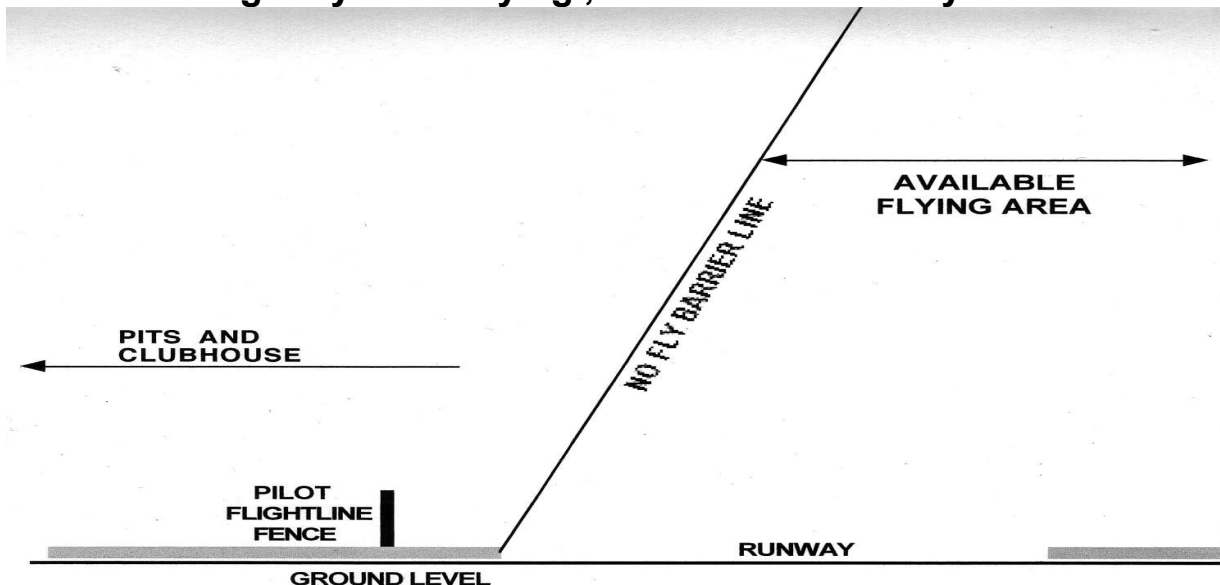 AVAILABLE
FLYING AREA
NO FLY BARRIER LINE
PITS AND
CLUBHOUSE
PILOT
FLIGHTLINE
FENCE
RUNWAY
GROUND LEVEL